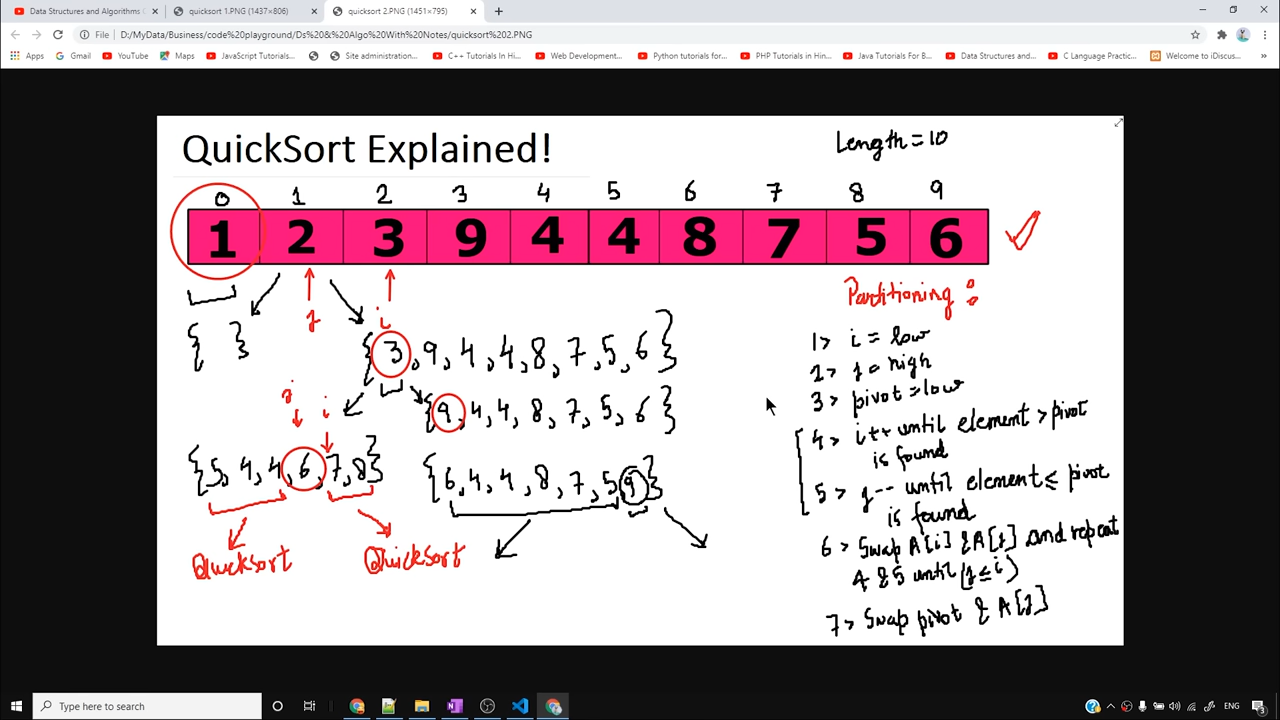 Data Structures and Algorithms C
quicksort 1.PNG (1437×806)
quicksort 2.PNG (1451×795)
File | D:/MyData/Business/code%20playground/Ds%20&%20Algo%20With%20Notes/quicksort%202.PNG
Apps Gmail YouTube Maps JavaScript Tutorials... Site administration... C++ Tutorials In Hi... Web Development... Python tutorials in... PHP Tutorials in Hin... Java Tutorials For B... Data Structures and... C Language Practic... Welcome to iDiscus...
QuickSort Explained!
Length = 10
0 1 2 3 4 5 6 7 8 9
1 2 3 9 4 4 8 7 5 6
Partitioning :
j i
{ }
{3, 9, 4, 4, 8, 7, 5, 6}
{9, 4, 4, 8, 7, 5, 6}
j i
{5, 4, 4, 6, 7, 8}
{6, 4, 4, 8, 7, 5, 9}
Quicksort
QuickSort
1> i = low
2> j = high
3> pivot = low
4> i++ until element > pivot
is found
5> j-- until element ≤ pivot
is found
6> Swap A[i] & A[j] and repeat
4 & 5 until (j ≤ i)
7> Swap pivot & A[j]
Type here to search
ENG